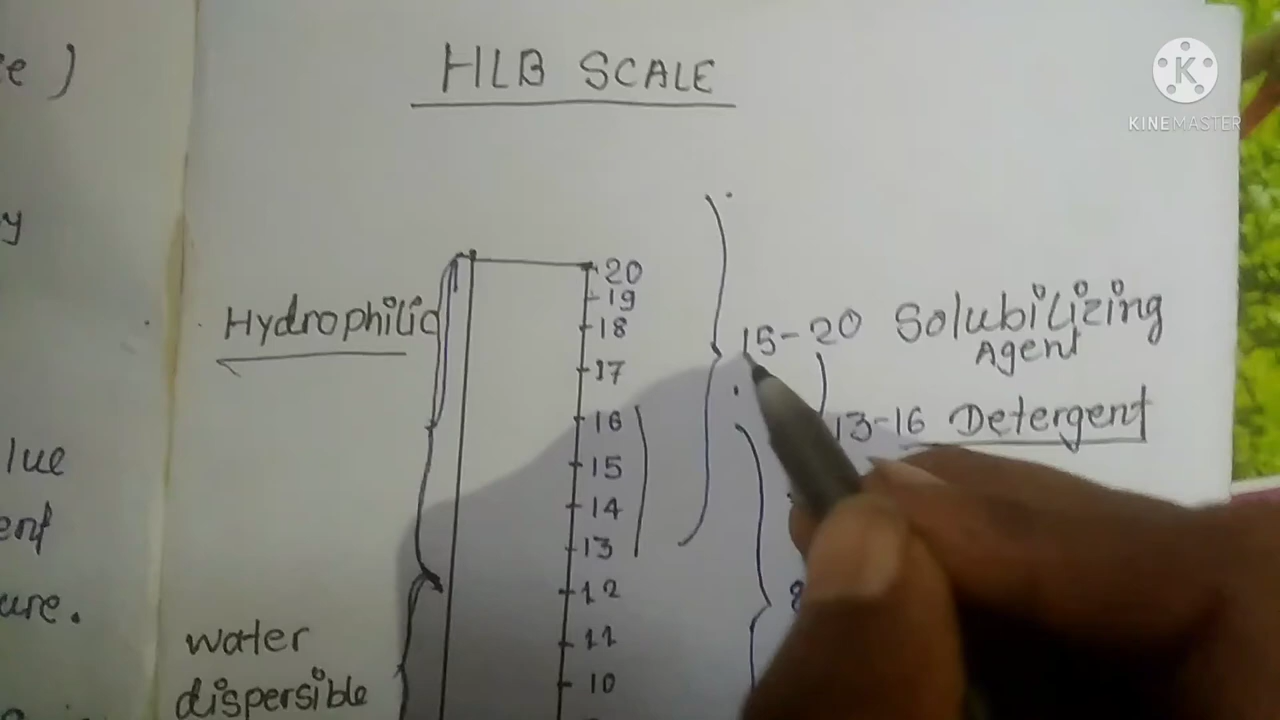 HLB SCALE
K
KINEMASTER
e )
y
lue
ent
ure.
Hydrophilic
water
dispersible
20
19
18
17
16
15
14
13
12
11
10
15-20 Solubilizing
Agent
13-16 Detergent
8